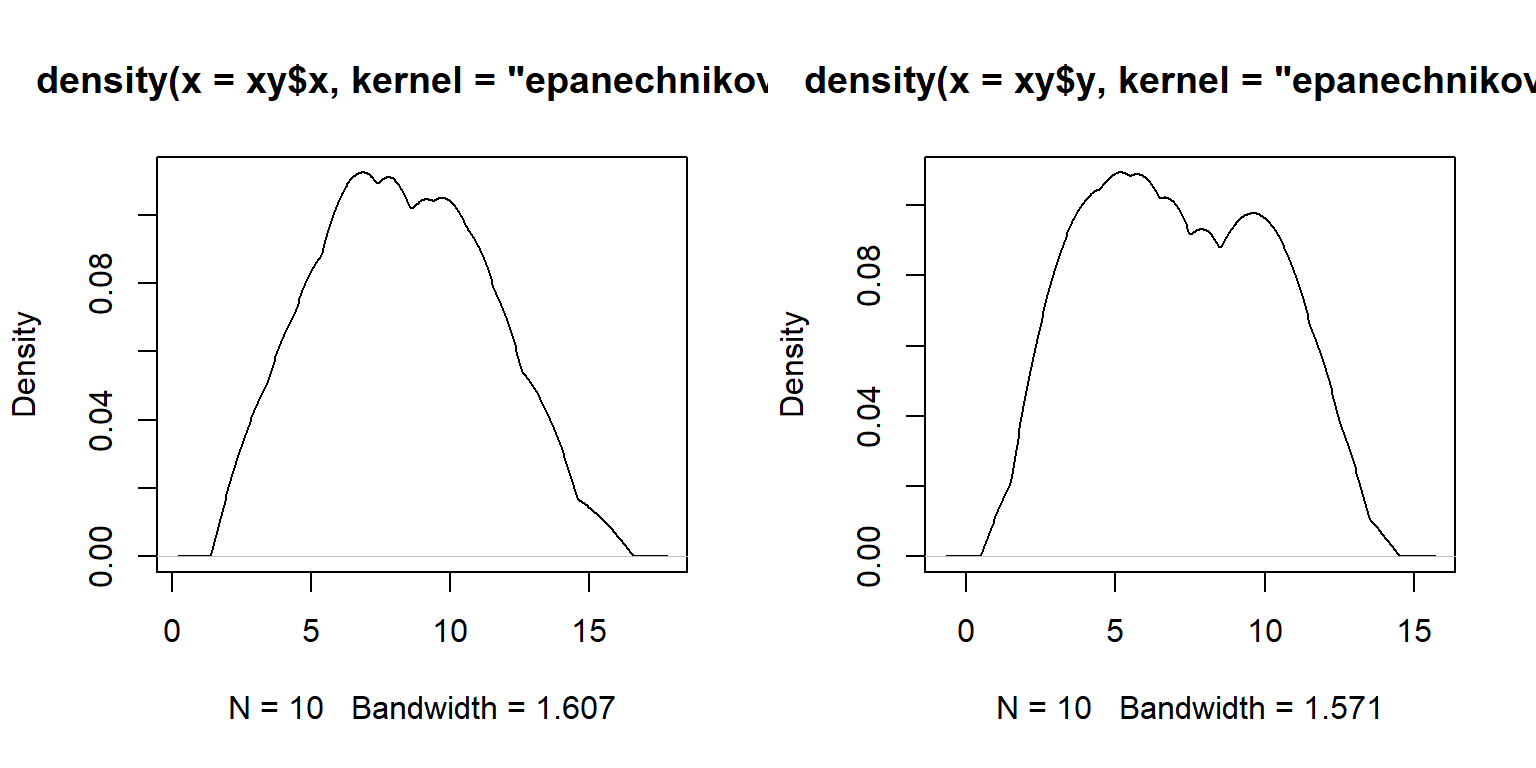 density(x = xy$x, kernel = "epanechnikov
Density
0.00
0.04
0.08
0
5
10
15
N = 10   Bandwidth = 1.607
density(x = xy$y, kernel = "epanechnikov
Density
0.00
0.04
0.08
0
5
10
15
N = 10   Bandwidth = 1.571